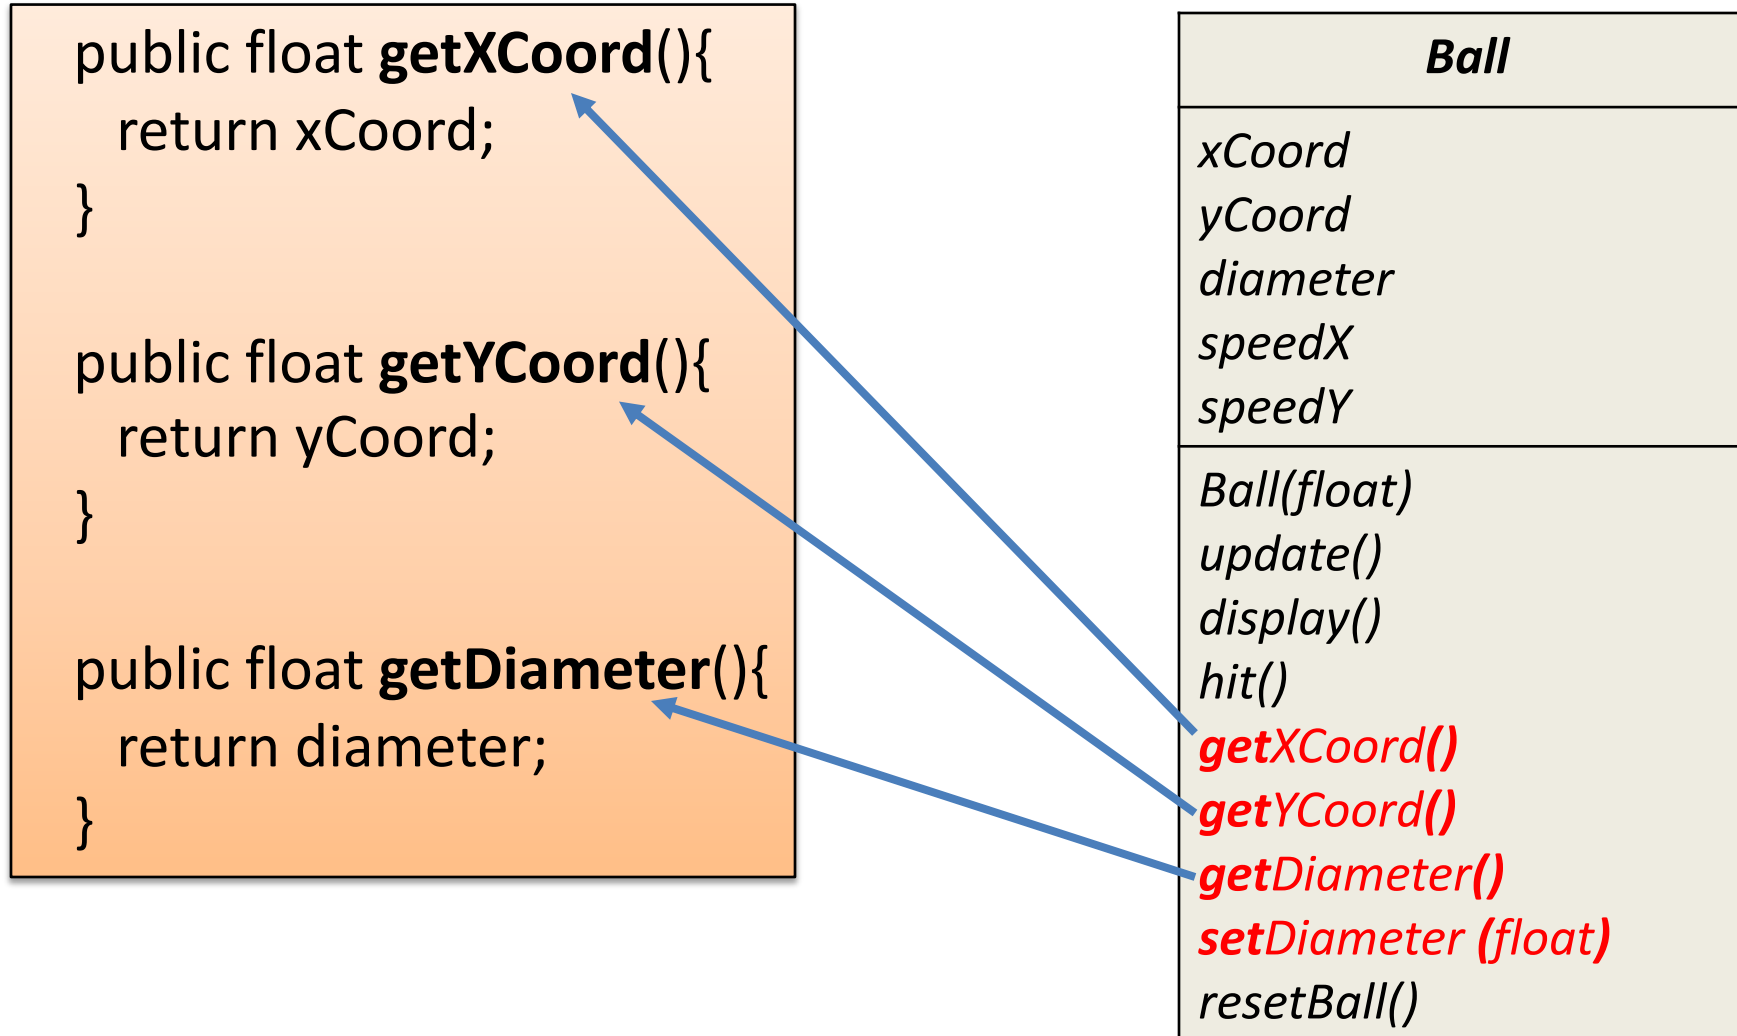 public float getXCoord(){
return xCoord;
}
public float getYCoord(){
return yCoord;
}
public float getDiameter(){
return diameter;
}
Ball
xCoord
yCoord
diameter
speedX
speedY
Ball(float)
update()
display()
hit()
getXCoord()
getYCoord()
getDiameter()
setDiameter (float)
resetBall()